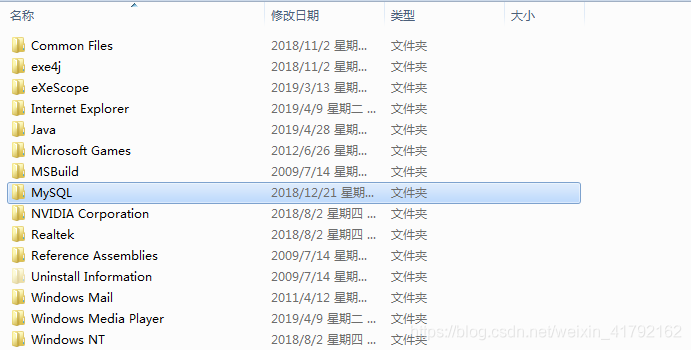 名称 修改日期 类型 大小
Common Files 2018/11/2 星期... 文件夹
exe4j 2018/11/2 星期... 文件夹
eXeScope 2019/3/13 星期... 文件夹
Internet Explorer 2019/4/9 星期二 ... 文件夹
Java 2019/4/28 星期... 文件夹
Microsoft Games 2012/6/26 星期... 文件夹
MSBuild 2009/7/14 星期... 文件夹
MySQL 2018/12/21 星期... 文件夹
NVIDIA Corporation 2018/8/2 星期四 ... 文件夹
Realtek 2018/8/2 星期四 ... 文件夹
Reference Assemblies 2009/7/14 星期... 文件夹
Uninstall Information 2009/7/14 星期... 文件夹
Windows Mail 2011/4/12 星期... 文件夹
Windows Media Player 2019/4/9 星期二 ... 文件夹
Windows NT 2018/8/2 星期四 ... 文件夹
https://blog.csdn.net/weixin_41792162